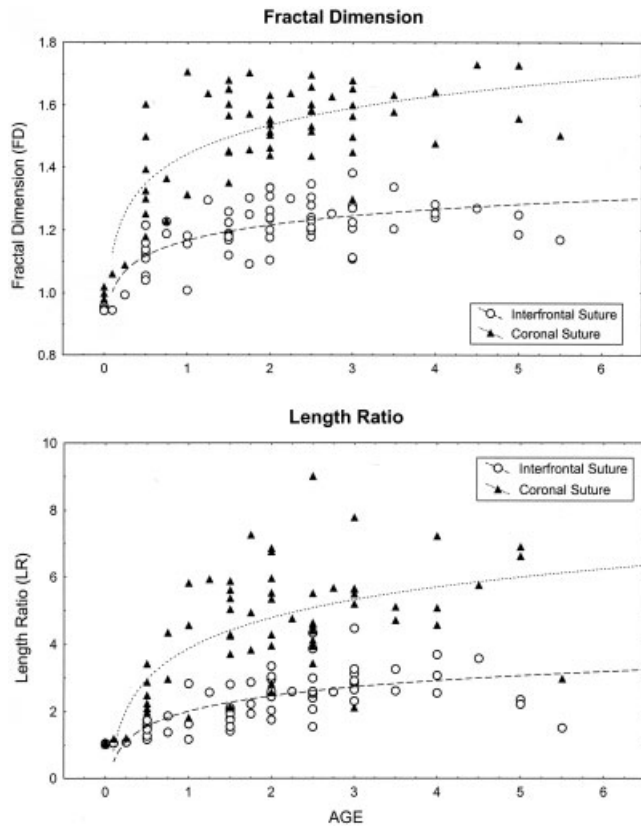 Fractal Dimension
1.8
1.6
1.4
1.2
1.0
0.8
Fractal Dimension (FD)
Interfrontal Suture
Coronal Suture
0 1 2 3 4 5 6
Length Ratio
10
8
6
4
2
0
Length Ratio (LR)
Interfrontal Suture
Coronal Suture
0 1 2 3 4 5 6
AGE